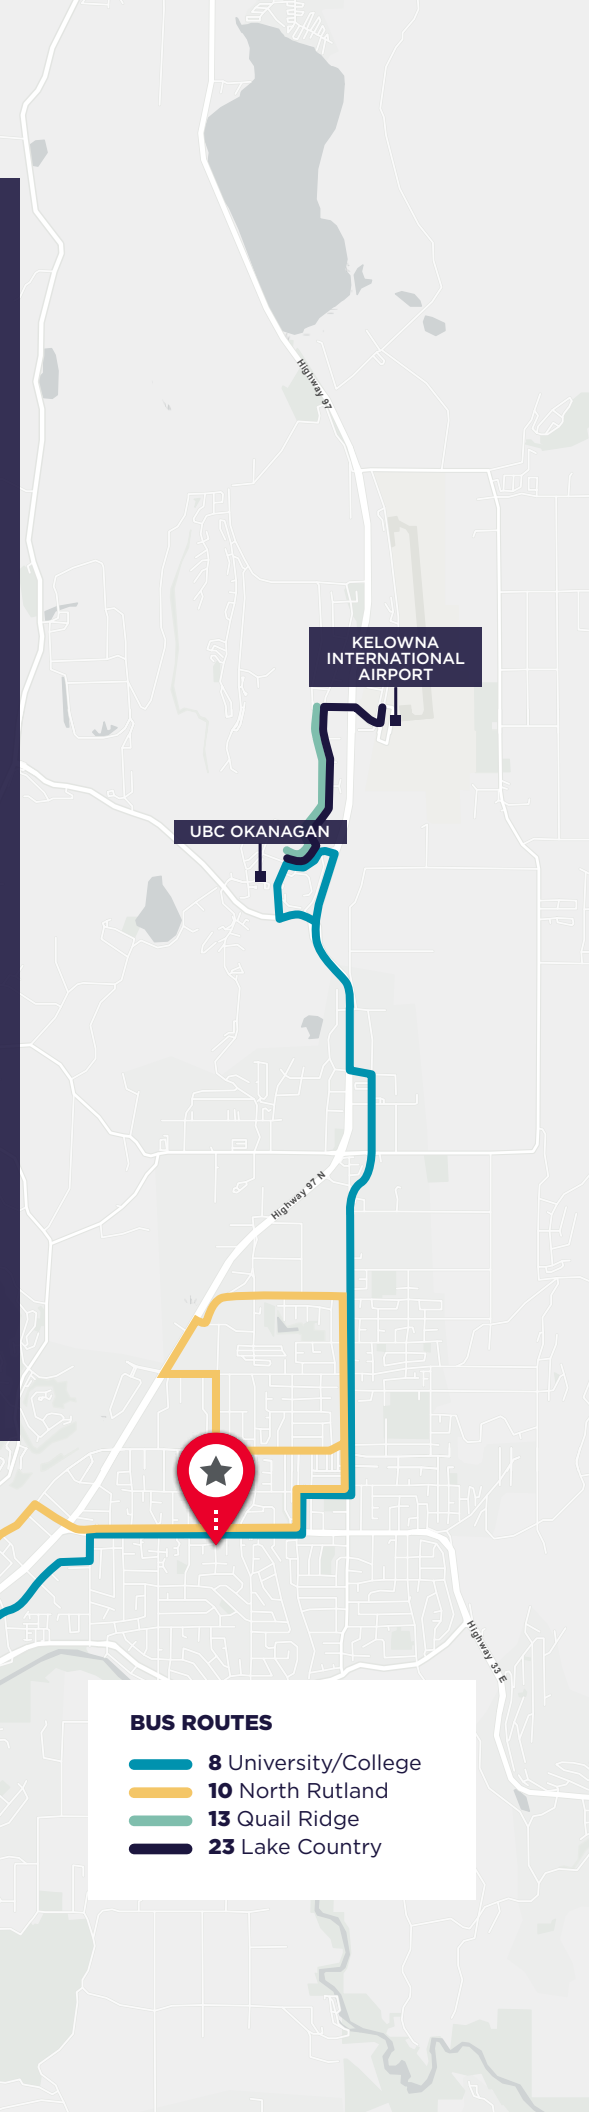 Highway 97
KELOWNA
INTERNATIONAL
AIRPORT
UBC OKANAGAN
Highway 97 N
Highway 33 E
BUS ROUTES
8 University/College
10 North Rutland
13 Quail Ridge
23 Lake Country